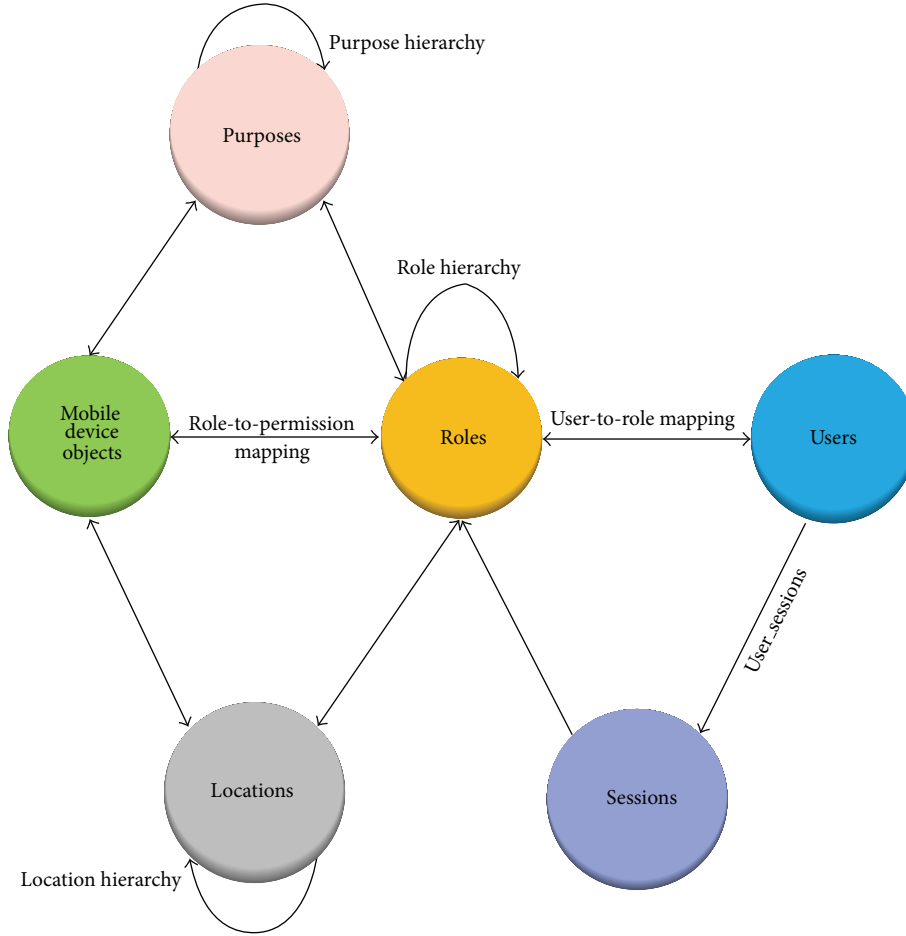 Purpose hierarchy
Purposes
Role hierarchy
Mobile
device
objects
Role-to-permission
mapping
Roles
User-to-role mapping
Users
User_sessions
Locations
Sessions
Location hierarchy